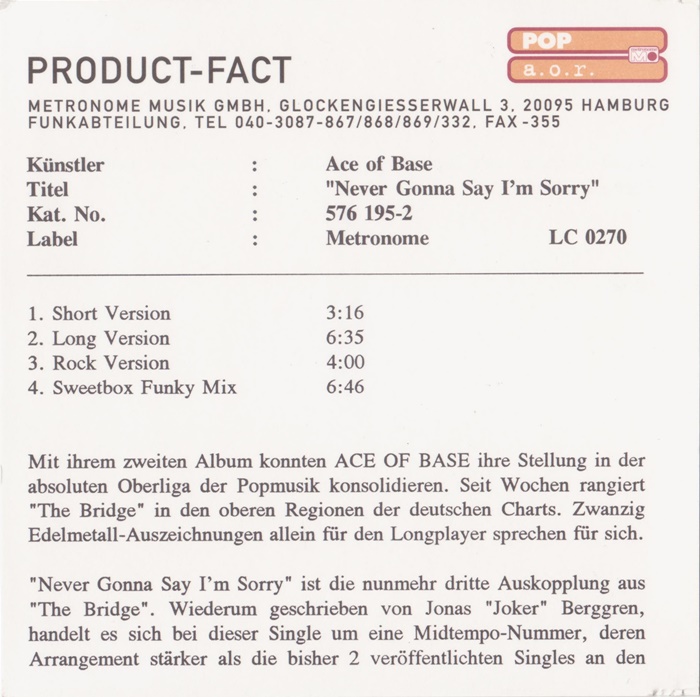 POP
a.o.r.
PRODUCT-FACT
METRONOME MUSIK GMBH, GLOCKENGIESSERWALL 3, 20095 HAMBURG
FUNKABTEILUNG, TEL 040-3087-867/868/869/332, FAX -355
Künstler : Ace of Base
Titel : "Never Gonna Say I'm Sorry"
Kat. No. : 576 195-2
Label : Metronome LC 0270
1. Short Version 3:16
2. Long Version 6:35
3. Rock Version 4:00
4. Sweetbox Funky Mix 6:46
Mit ihrem zweiten Album konnten ACE OF BASE ihre Stellung in der
absoluten Oberliga der Popmusik konsolidieren. Seit Wochen rangiert
"The Bridge" in den oberen Regionen der deutschen Charts. Zwanzig
Edelmetall-Auszeichnungen allein für den Longplayer sprechen für sich.
"Never Gonna Say I'm Sorry" ist die nunmehr dritte Auskopplung aus
"The Bridge". Wiederum geschrieben von Jonas "Joker" Berggren,
handelt es sich bei dieser Single um eine Midtempo-Nummer, deren
Arrangement stärker als die bisher 2 veröffentlichten Singles an den